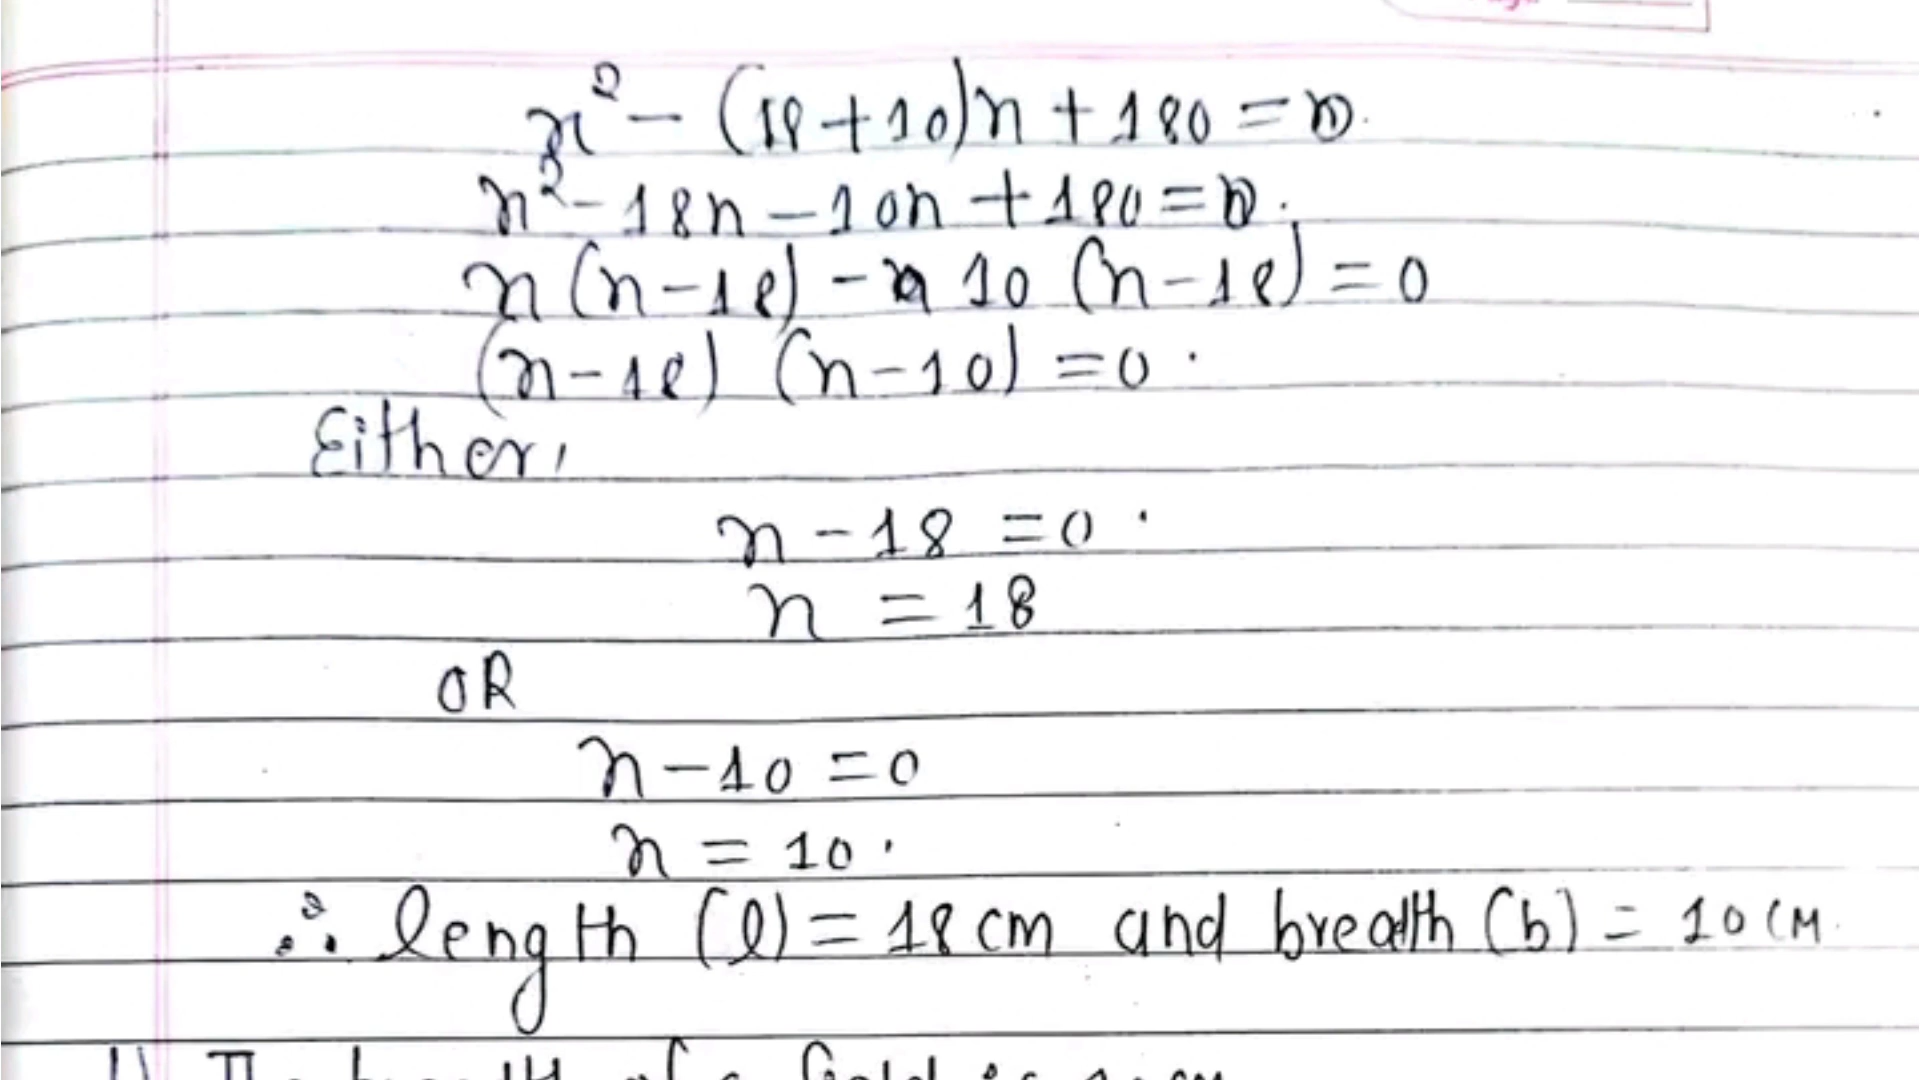 x² - (18+10)x + 180 = 0.
x² - 18x - 10x + 180 = 0.
x (x-18) - 10 (x-18) = 0
(x-18) (x-10) = 0.
Either,
x - 18 = 0.
x = 18
OR
x - 10 = 0
x = 10.
∴ length (l) = 18 cm and breadth (b) = 10 cm.